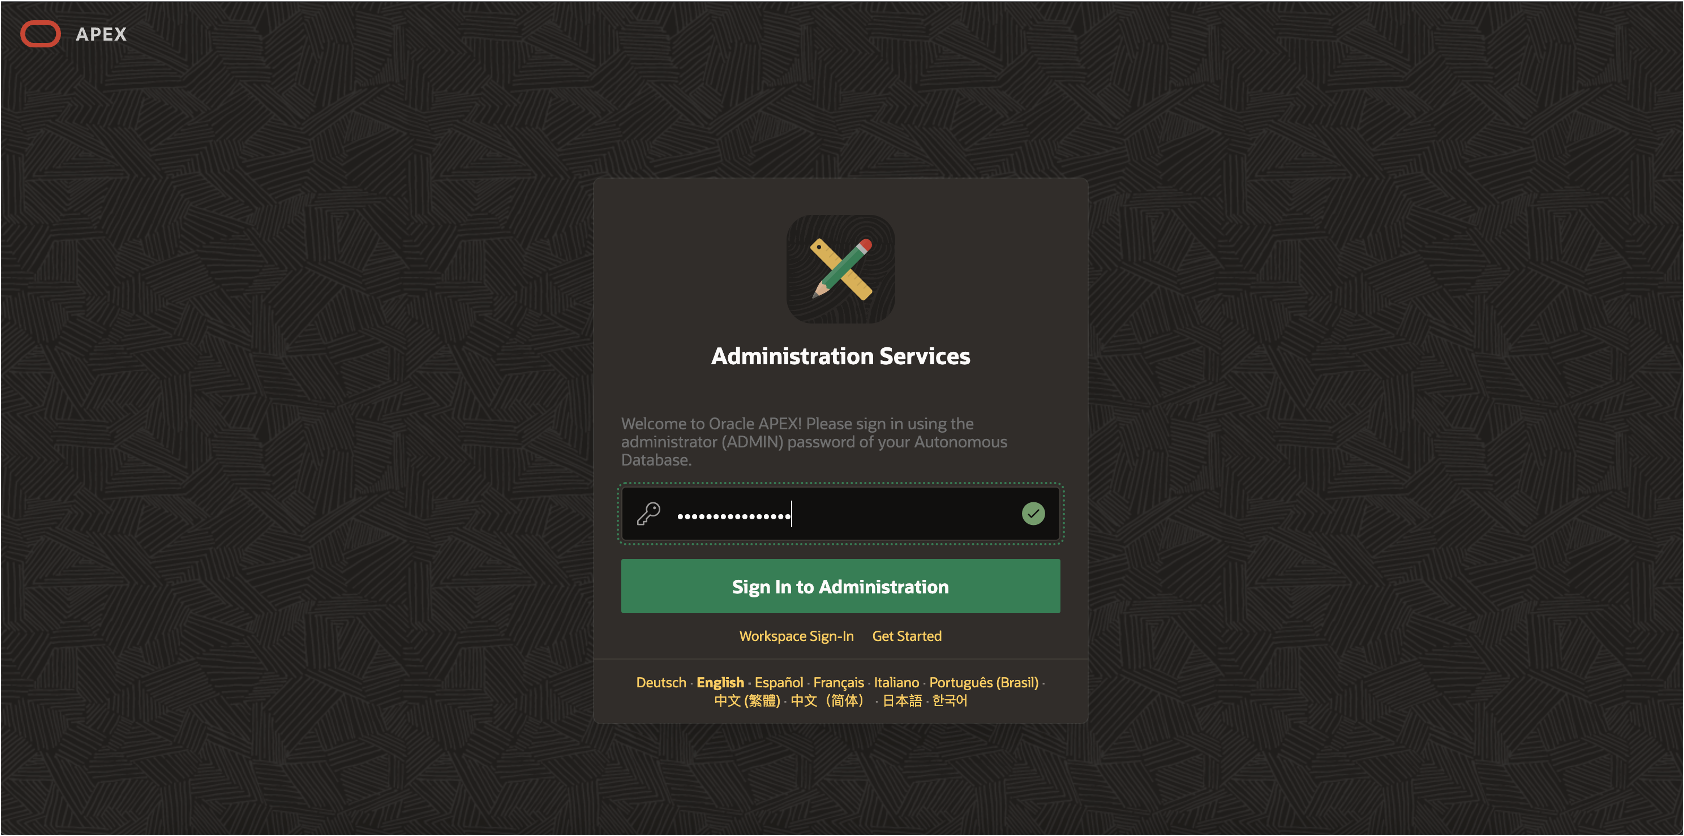 APEX
Administration Services
Welcome to Oracle APEX! Please sign in using the
administrator (ADMIN) password of your Autonomous
Database.
••••••••••••••••
Sign In to Administration
Workspace Sign-In Get Started
Deutsch · English · Español · Français · Italiano · Português (Brasil) ·
中文 (繁體) · 中文（简体） · 日本語 · 한국어